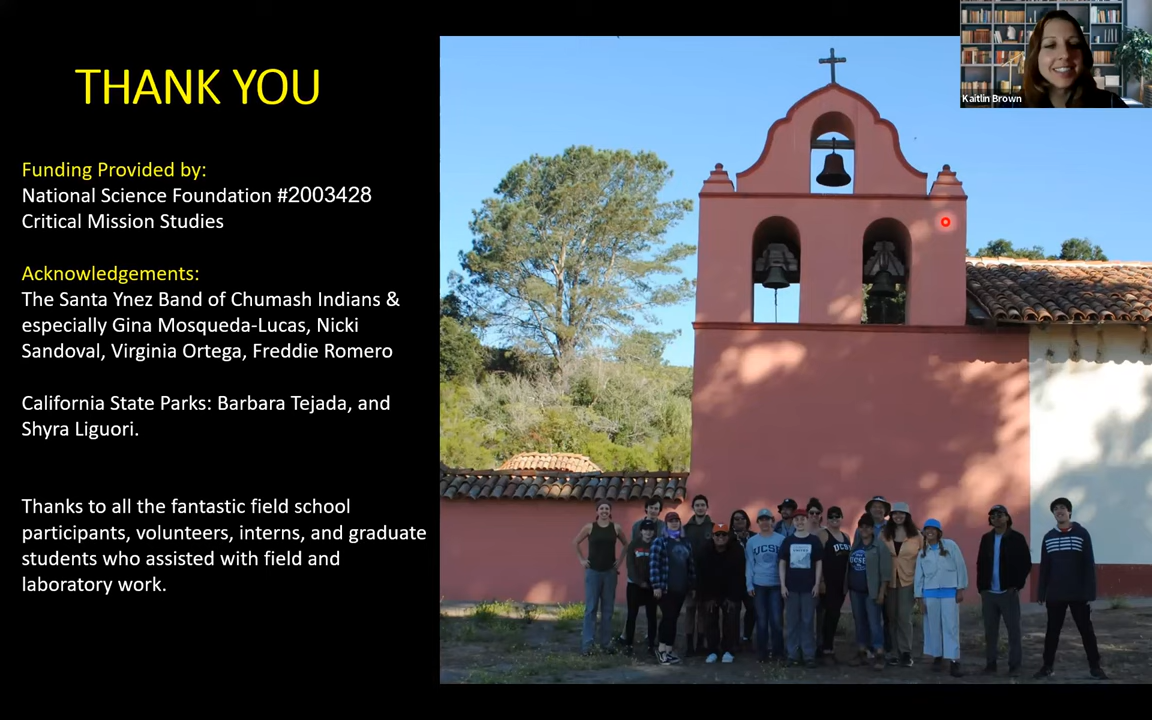 THANK YOU
Funding Provided by:
National Science Foundation #2003428
Critical Mission Studies
Acknowledgements:
The Santa Ynez Band of Chumash Indians &
especially Gina Mosqueda-Lucas, Nicki
Sandoval, Virginia Ortega, Freddie Romero
California State Parks: Barbara Tejada, and
Shyra Liguori.
Thanks to all the fantastic field school
participants, volunteers, interns, and graduate
students who assisted with field and
laboratory work.
Kaitlin Brown
UCSB